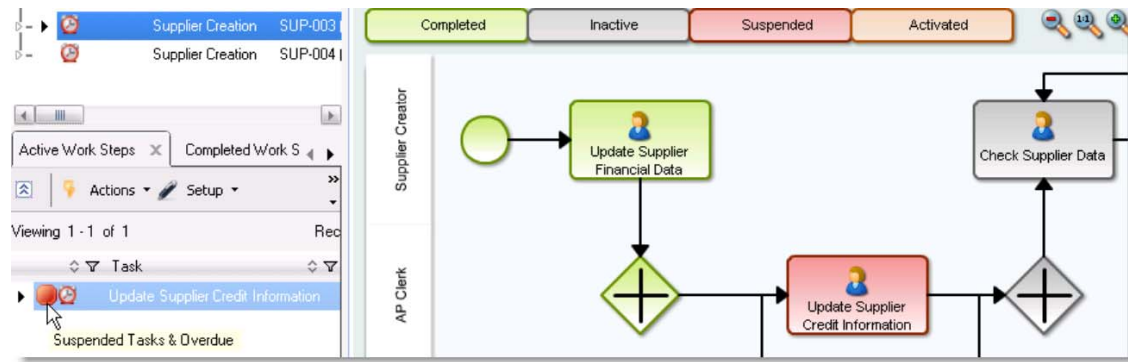 Supplier Creation SUP-003
Supplier Creation SUP-004
Active Work Steps Completed Work S
Actions Setup
Viewing 1 - 1 of 1 Rec
Task
Update Supplier Credit Information
Suspended Tasks & Overdue
Completed Inactive Suspended Activated
1:1
Supplier Creator
Update Supplier
Financial Data
Check Supplier Data
AP Clerk
Update Supplier
Credit Information